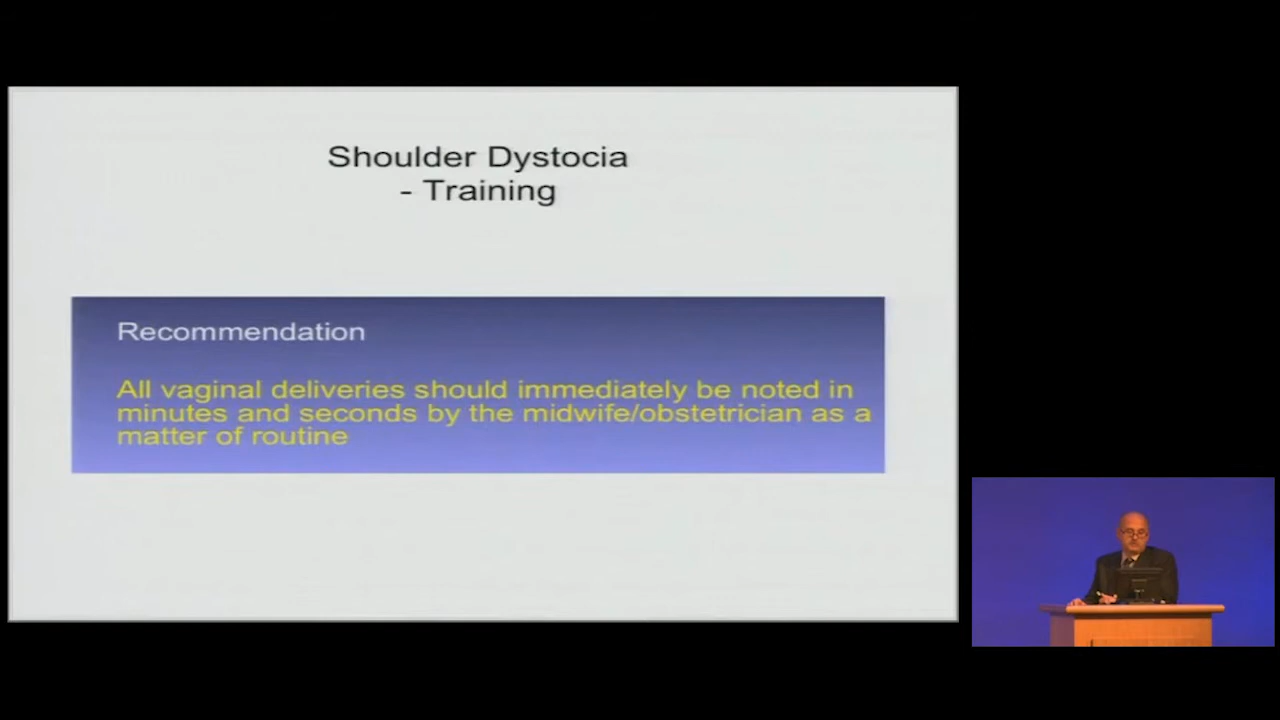 Shoulder Dystocia
- Training
Recommendation
All vaginal deliveries should immediately be noted in
minutes and seconds by the midwife/obstetrician as a
matter of routine